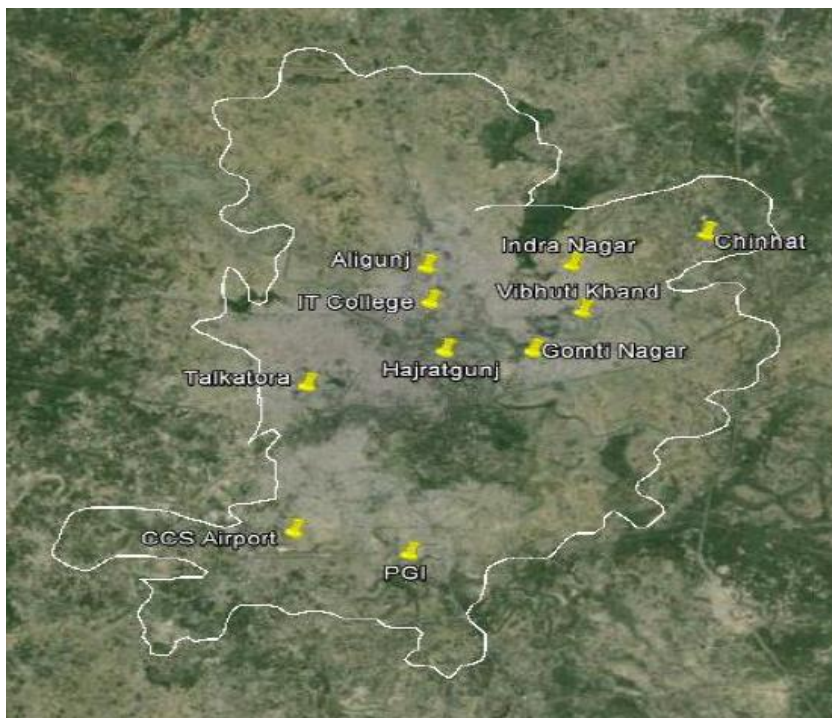 Chinhat
Indra Nagar
Aligunj
Vibhuti Khand
IT College
Gomti Nagar
Hajratgunj
Talkatora
CCS Airport
PGI